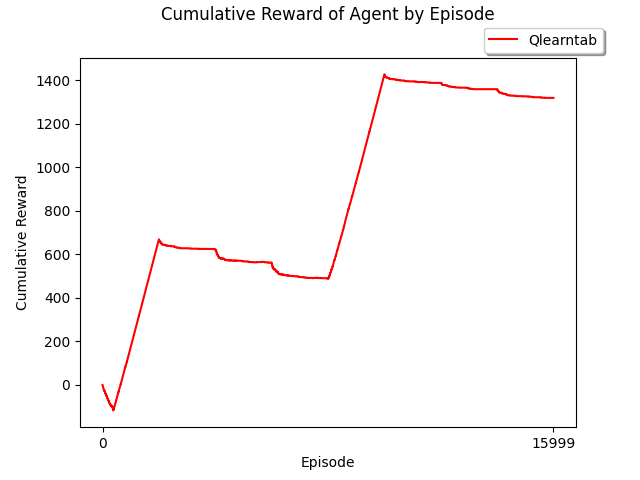 Cumulative Reward of Agent by Episode
Qlearntab
1400
1200
1000
800
600
400
200
0
Cumulative Reward
0
15999
Episode